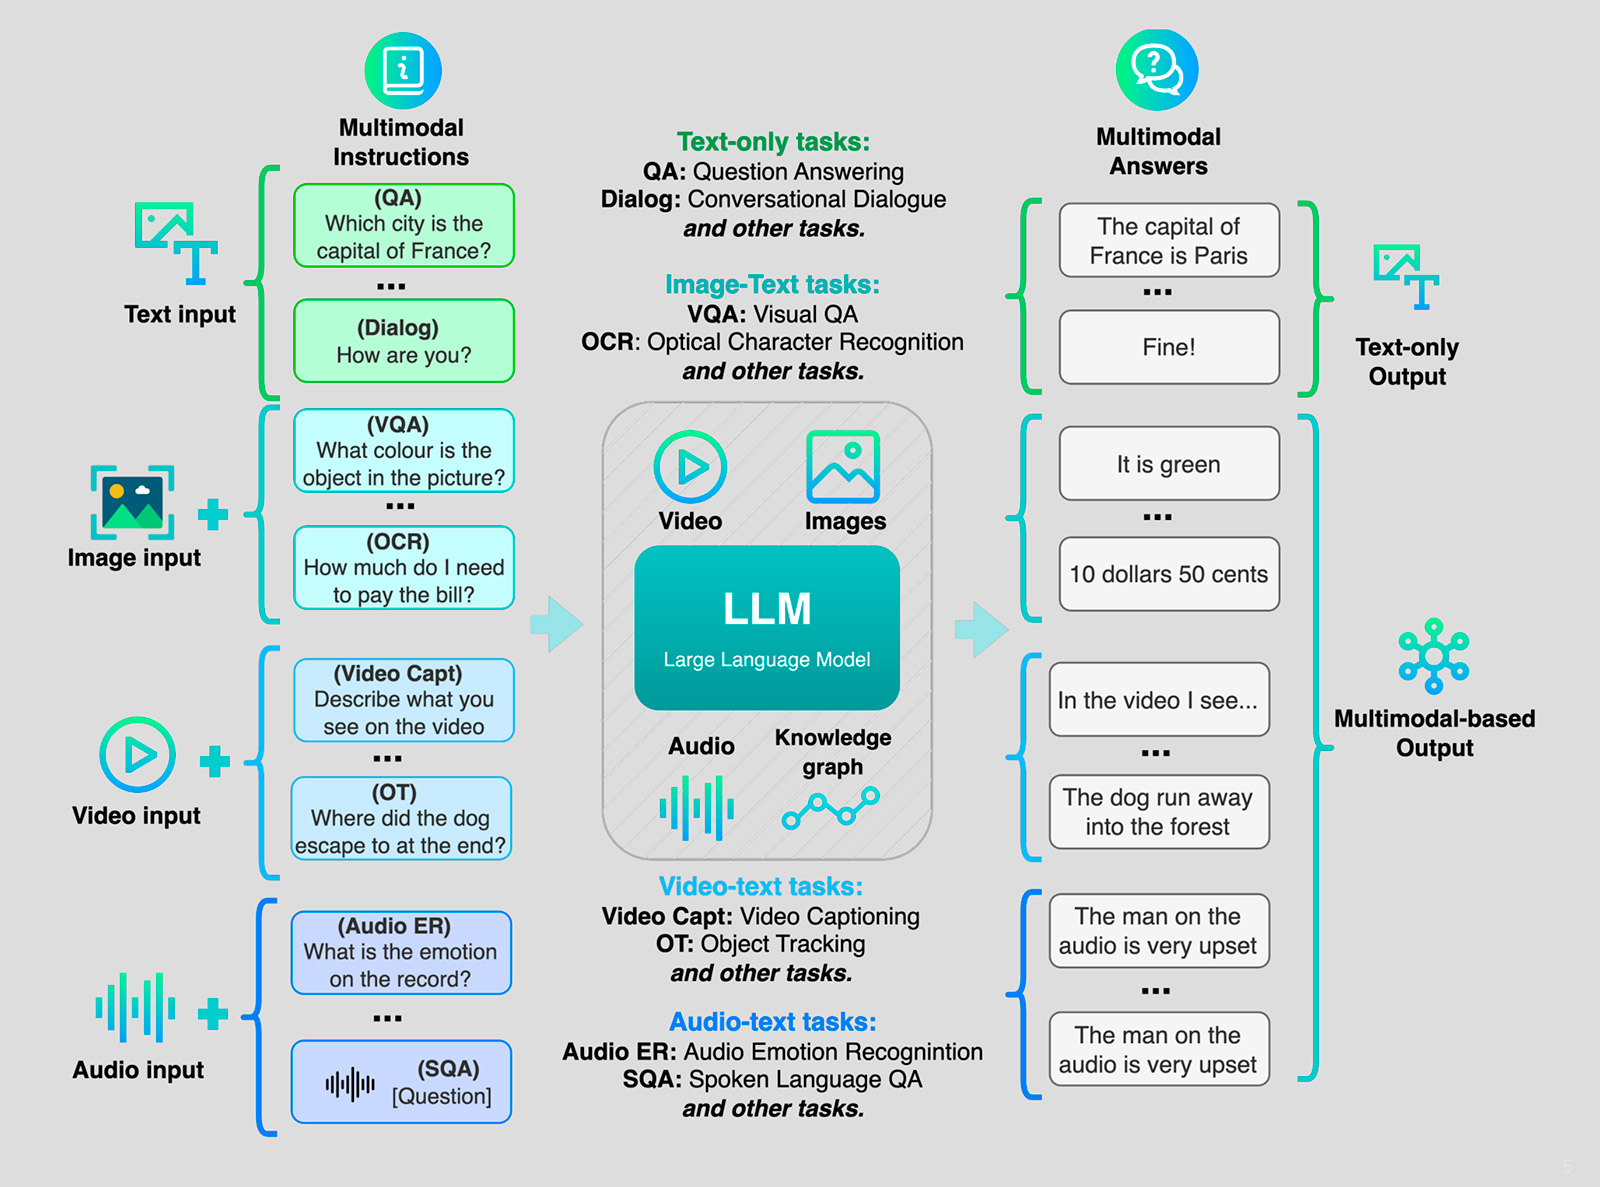 Multimodal
Instructions
Text input
(QA)
Which city is the
capital of France?
...
(Dialog)
How are you?
Image input
(VQA)
What colour is the
object in the picture?
...
(OCR)
How much do I need
to pay the bill?
Video input
(Video Capt)
Describe what you
see on the video
...
(OT)
Where did the dog
escape to at the end?
Audio input
(Audio ER)
What is the emotion
on the record?
...
(SQA)
[Question]
Text-only tasks:
QA: Question Answering
Dialog: Conversational Dialogue
and other tasks.
Image-Text tasks:
VQA: Visual QA
OCR: Optical Character Recognition
and other tasks.
Video
Images
LLM
Large Language Model
Audio
Knowledge
graph
Video-text tasks:
Video Capt: Video Captioning
OT: Object Tracking
and other tasks.
Audio-text tasks:
Audio ER: Audio Emotion Recognintion
SQA: Spoken Language QA
and other tasks.
Multimodal
Answers
The capital of
France is Paris
...
Fine!
Text-only
Output
It is green
...
10 dollars 50 cents
In the video I see...
...
The dog run away
into the forest
The man on the
audio is very upset
...
The man on the
audio is very upset
Multimodal-based
Output
5